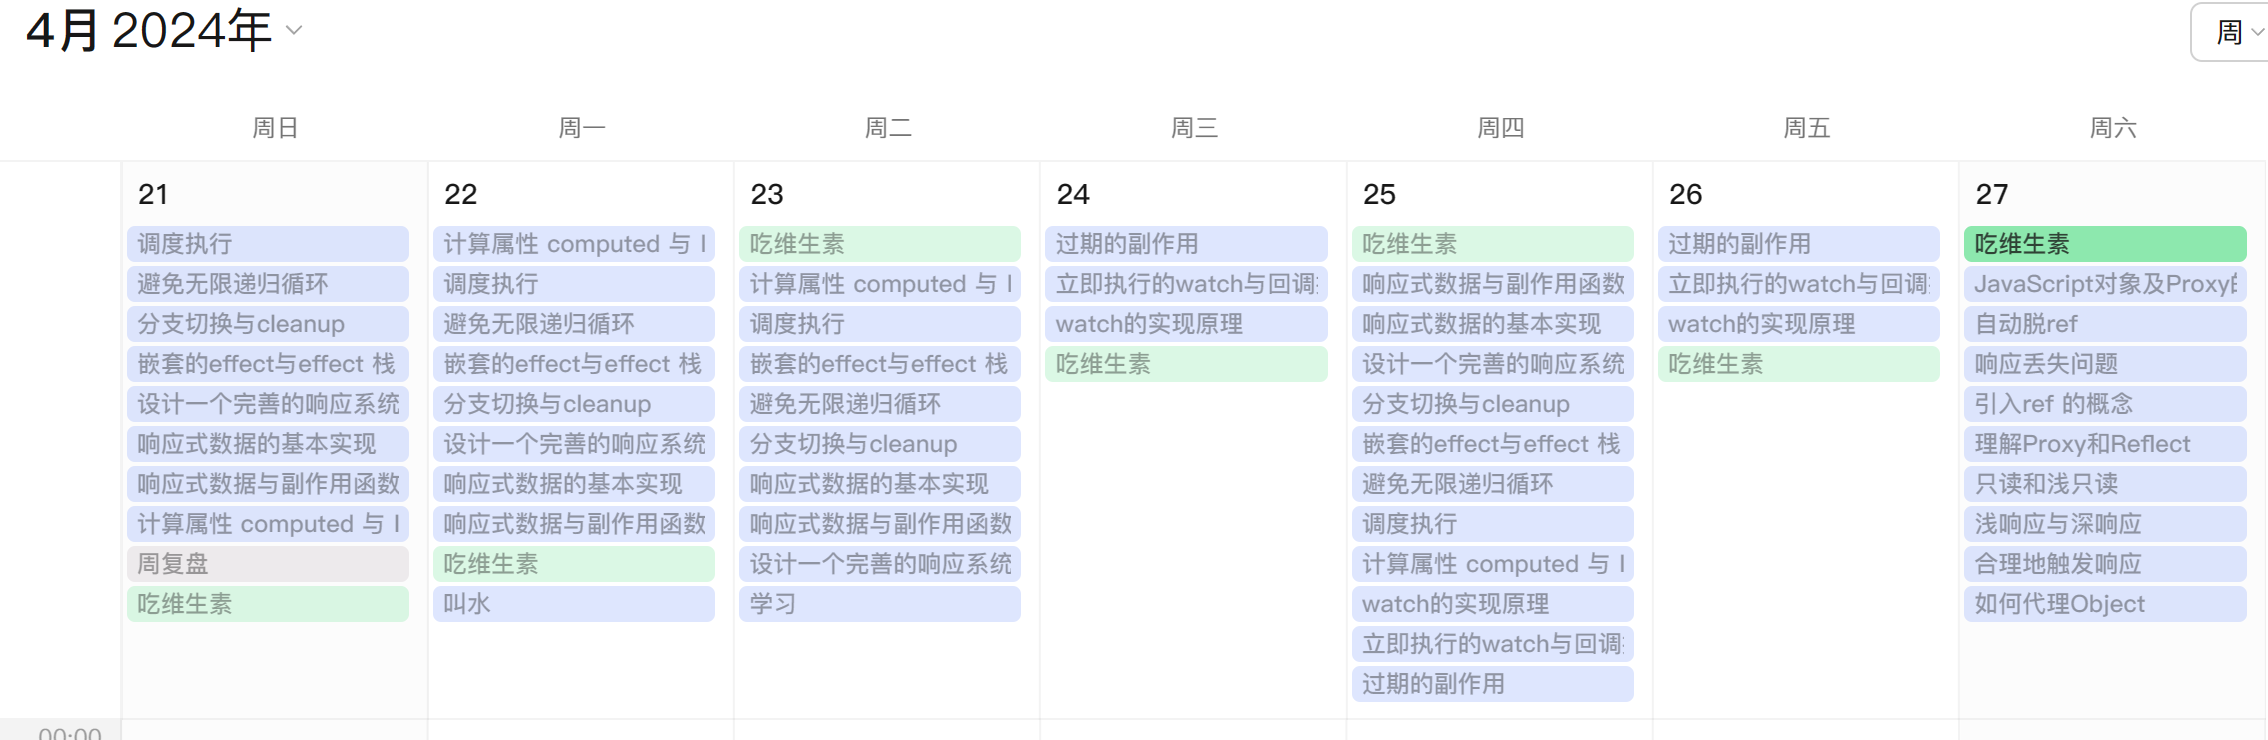 4月 2024年
周
周日 周一 周二 周三 周四 周五 周六
21
调度执行
避免无限递归循环
分支切换与cleanup
嵌套的effect与effect 栈
设计一个完善的响应系统
响应式数据的基本实现
响应式数据与副作用函数
计算属性 computed 与 l
周复盘
吃维生素
22
计算属性 computed 与 l
调度执行
避免无限递归循环
嵌套的effect与effect 栈
分支切换与cleanup
设计一个完善的响应系统
响应式数据的基本实现
响应式数据与副作用函数
吃维生素
叫水
23
吃维生素
计算属性 computed 与 l
调度执行
嵌套的effect与effect 栈
避免无限递归循环
分支切换与cleanup
响应式数据的基本实现
响应式数据与副作用函数
设计一个完善的响应系统
学习
24
过期的副作用
立即执行的watch与回调
watch的实现原理
吃维生素
25
吃维生素
响应式数据与副作用函数
响应式数据的基本实现
设计一个完善的响应系统
分支切换与cleanup
嵌套的effect与effect 栈
避免无限递归循环
调度执行
计算属性 computed 与 l
watch的实现原理
立即执行的watch与回调
过期的副作用
26
过期的副作用
立即执行的watch与回调
watch的实现原理
吃维生素
27
吃维生素
JavaScript对象及Proxy
自动脱ref
响应丢失问题
引入ref 的概念
理解Proxy和Reflect
只读和浅只读
浅响应与深响应
合理地触发响应
如何代理Object
00:00